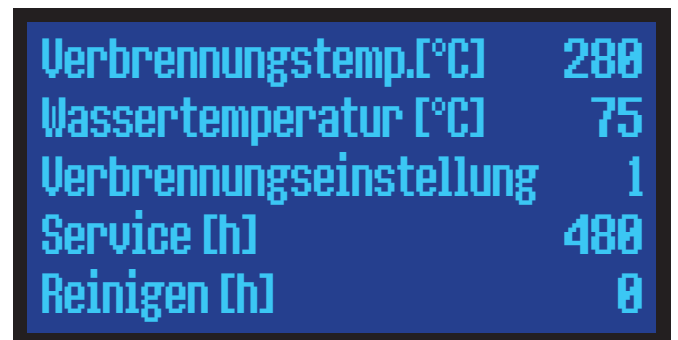 Verbrennungstemp.[°C] 280
Wassertemperatur [°C] 75
Verbrennungseinstellung 1
Service [h] 480
Reinigen [h] 0